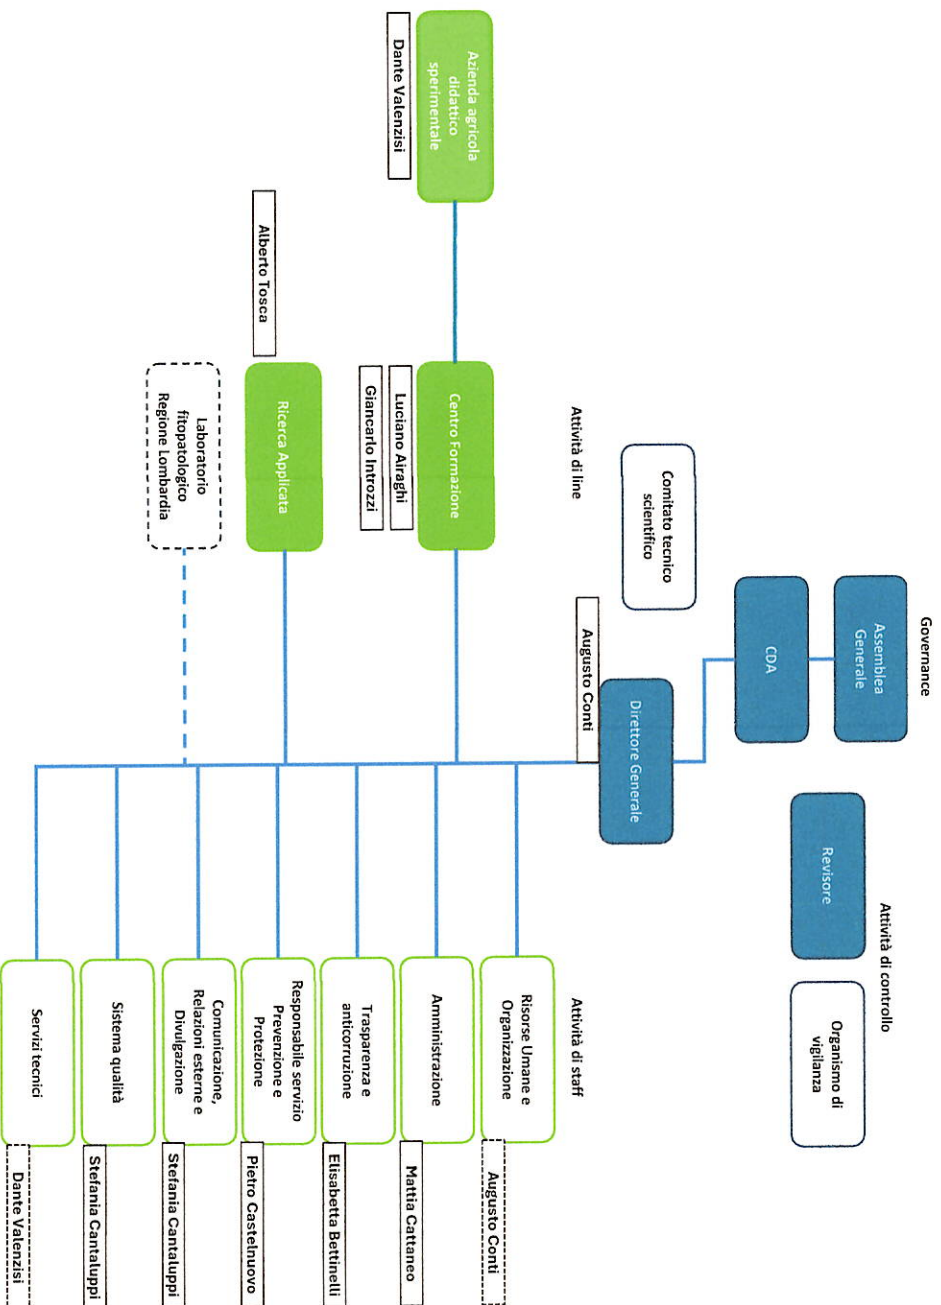 Governance
Assemblea
Generale
CDA
Direttore Generale
Augusto Conti
Comitato tecnico
scientifico
Attività di controllo
Revisore
Organismo di
vigilanza
Attività di line
Centro Formazione
Luciano Airaghi
Giancarlo Introzzi
Azienda agricola
didattico
sperimentale
Dante Valenzisi
Ricerca Applicata
Alberto Tosca
Laboratorio
fitopatologico
Regione Lombardia
Attività di staff
Risorse Umane e
Organizzazione
Augusto Conti
Amministrazione
Mattia Cattaneo
Trasparenza e
anticorruzione
Elisabetta Bettinelli
Responsabile servizio
Prevenzione e
Protezione
Pietro Castelnuovo
Comunicazione,
Relazioni esterne e
Divulgazione
Stefania Cantaluppi
Sistema qualità
Stefania Cantaluppi
Servizi tecnici
Dante Valenzisi